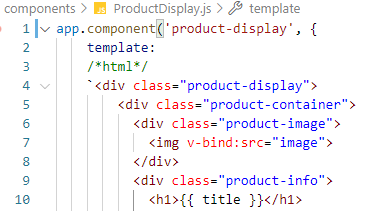 components > JS ProductDisplay.js > template
1 app.component('product-display', {
2 template:
3 /*html*/
4 `<div class="product-display">
5 <div class="product-container">
6 <div class="product-image">
7 <img v-bind:src="image">
8 </div>
9 <div class="product-info">
10 <h1>{{ title }}</h1>